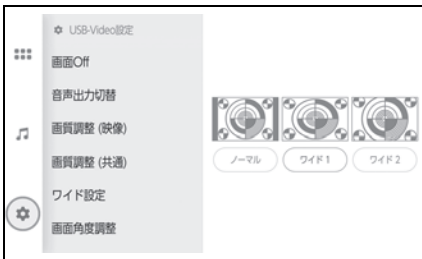 USB-Video設定
画面Off
音声出力切替
画質調整 (映像)
画質調整 (共通)
ワイド設定
画面角度調整
ノーマル
ワイド 1
ワイド 2